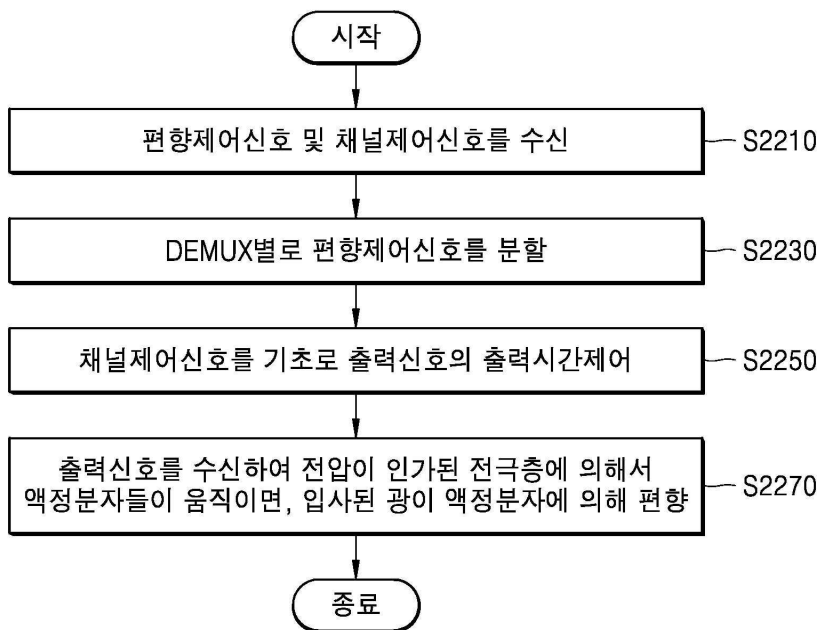 시작
편향제어신호 및 채널제어신호를 수신
S2210
DEMUX별로 편향제어신호를 분할
S2230
채널제어신호를 기초로 출력신호의 출력시간제어
S2250
출력신호를 수신하여 전압이 인가된 전극층에 의해서
액정분자들이 움직이면, 입사된 광이 액정분자에 의해 편향
S2270
종료